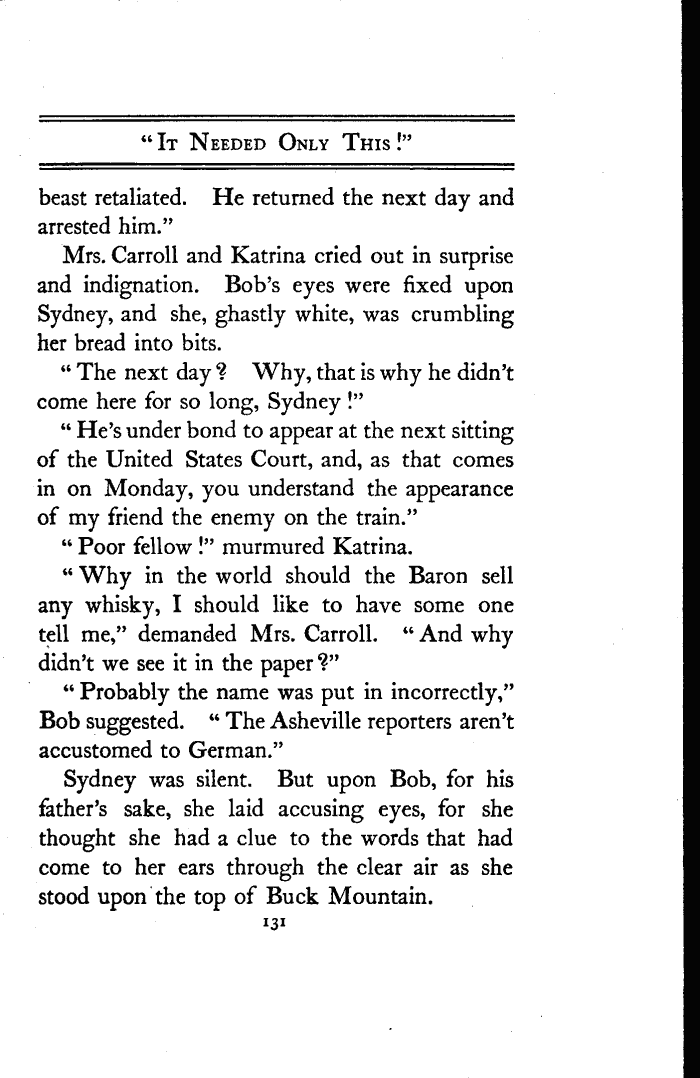 “It Needed Only This!”
beast retaliated. He returned the next day and
arrested him.”
Mrs. Carroll and Katrina cried out in surprise
and indignation. Bob’s eyes were fixed upon
Sydney, and she, ghastly white, was crumbling
her bread into bits.
“The next day? Why, that is why he didn’t
come here for so long, Sydney!”
“He’s under bond to appear at the next sitting
of the United States Court, and, as that comes
in on Monday, you understand the appearance
of my friend the enemy on the train.”
“Poor fellow!” murmured Katrina.
“Why in the world should the Baron sell
any whisky, I should like to have some one
tell me,” demanded Mrs. Carroll. “And why
didn’t we see it in the paper?”
“Probably the name was put in incorrectly,”
Bob suggested. “The Asheville reporters aren’t
accustomed to German.”
Sydney was silent. But upon Bob, for his
father’s sake, she laid accusing eyes, for she
thought she had a clue to the words that had
come to her ears through the clear air as she
stood upon the top of Buck Mountain.
131